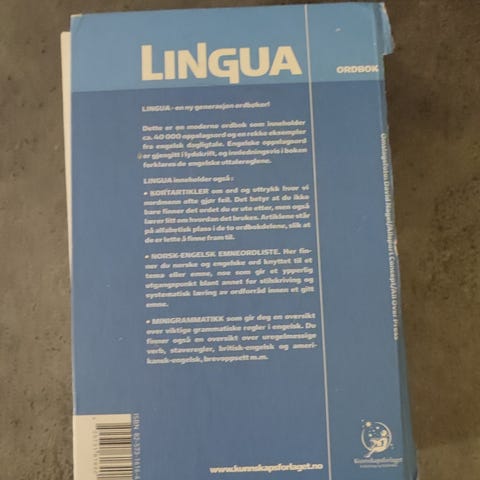 LINGUA
ORDBOK
LINGUA - en ny generasjon ordbøker!
Dette er en moderne ordbok som inneholder
ca. 40 000 oppslagsord og en rekke eksempler
fra engelsk dagligtale. Engelske oppslagsord
er gjengitt i lydskrift, og innledningsvis i boken
forklares de engelske uttalereglene.
LINGUA inneholder også:
• KORTARTIKLER om ord og uttrykk hvor vi
nordmenn ofte gjør feil. Det betyr at du ikke
bare finner det ordet du er ute etter, men også
lærer litt om hvordan det brukes. Artiklene står
på alfabetisk plass i de to ordbokdelene, slik at
de er lette å finne fram til.
• NORSK-ENGELSK EMNEORDLISTE. Her fin-
ner du norske og engelske ord knyttet til et
tema eller emne, noe som gir et ypperlig
utgangspunkt blant annet for stilskriving og
systematisk læring av ordforråd innen et gitt
emne.
• MINIGRAMMATIKK som gir deg en oversikt
over viktige grammatiske regler i engelsk. Du
finner også en oversikt over uregelmessige
verb, staveregler, britisk-engelsk og ameri-
kansk-engelsk, brevoppsett m.m.
www.kunnskapsforlaget.no
Kunnskapsforlaget